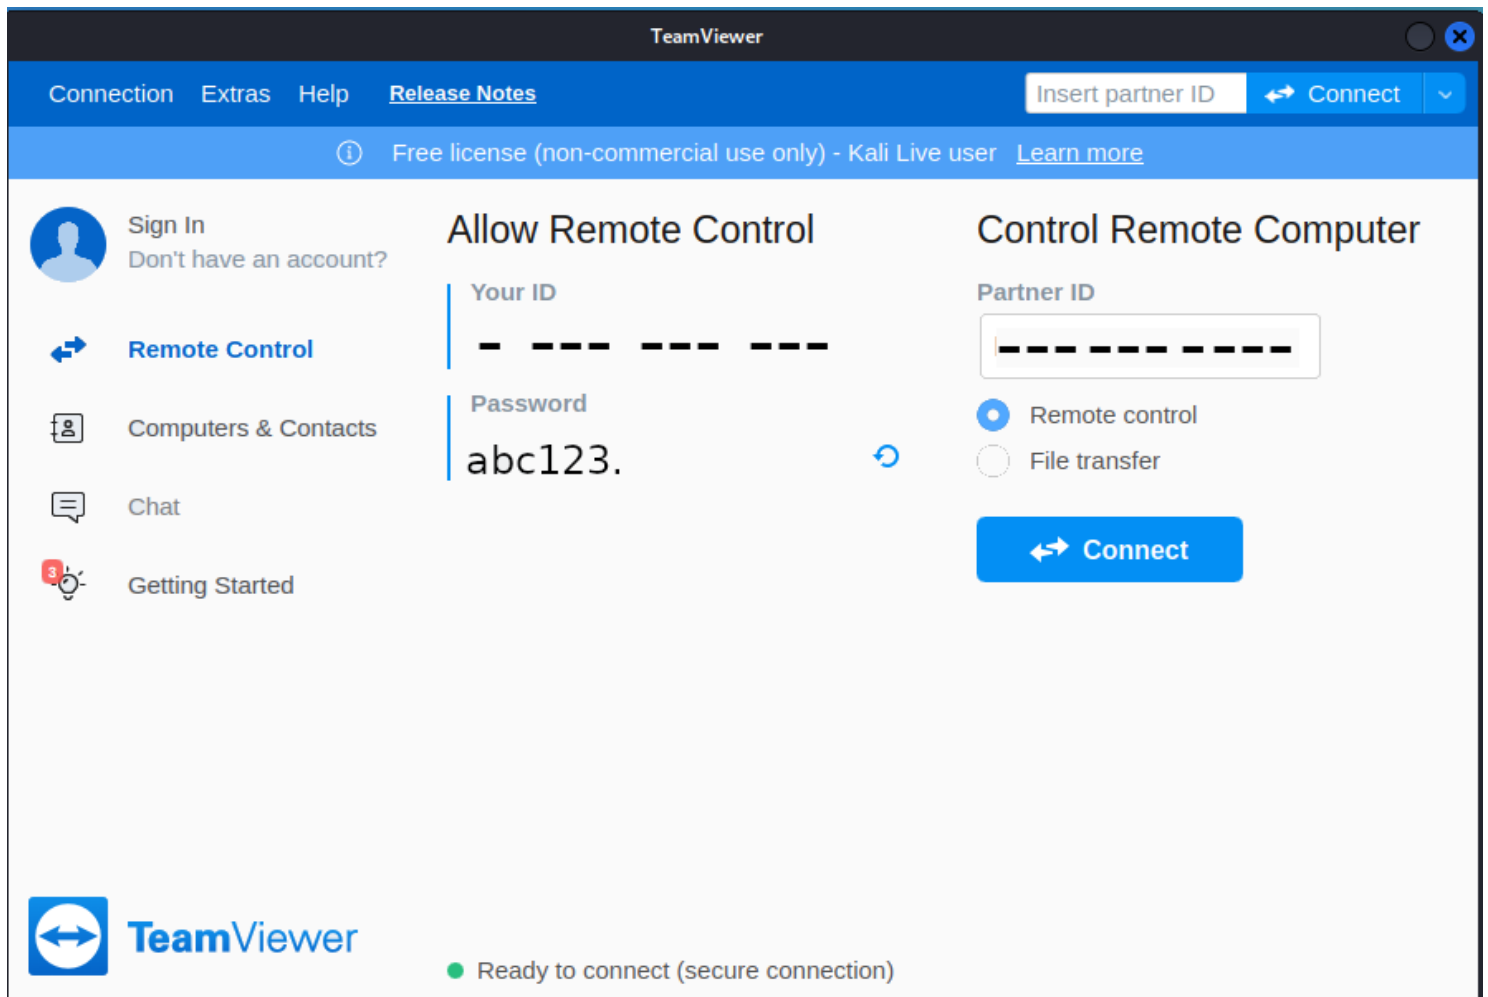 TeamViewer
Connection Extras Help Release Notes Insert partner ID Connect
Free license (non-commercial use only) - Kali Live user Learn more
Sign In
Don't have an account?
Remote Control
Computers & Contacts
Chat
3
Getting Started
Allow Remote Control
Your ID
- --- --- ---
Password
abc123.
Control Remote Computer
Partner ID
--- --- ----
Remote control
File transfer
Connect
TeamViewer
Ready to connect (secure connection)